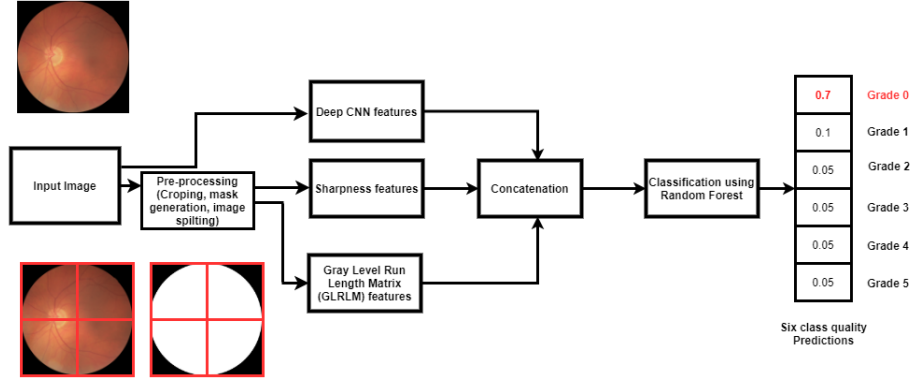 Input Image
Pre-processing
(Croping, mask
generation, image
spilting)
Deep CNN features
Sharpness features
Gray Level Run
Length Matrix
(GLRLM) features
Concatenation
Classification using
Random Forest
0.7 Grade 0
0.1 Grade 1
0.05 Grade 2
0.05 Grade 3
0.05 Grade 4
0.05 Grade 5
Six class quality
Predictions